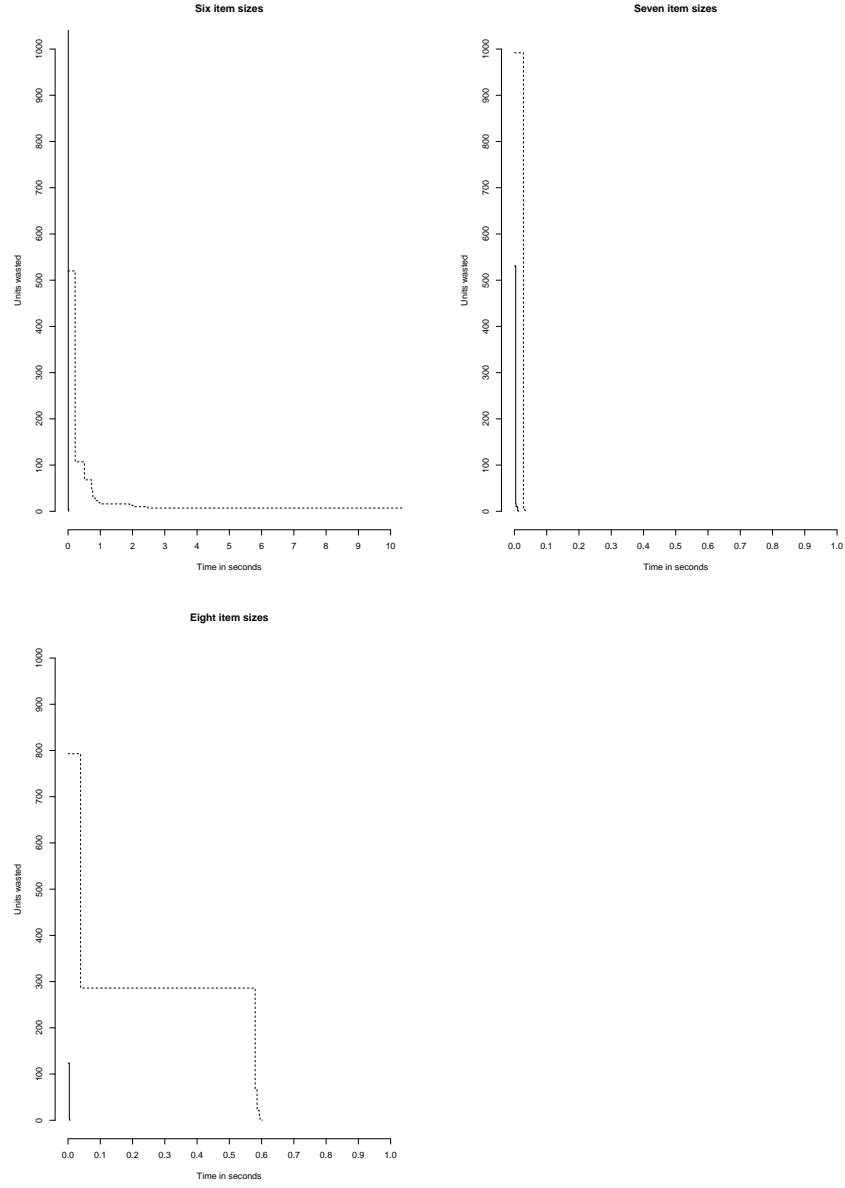 Six item sizes
Units wasted
1000
900
800
700
600
500
400
300
200
100
0
0 1 2 3 4 5 6 7 8 9 10
Time in seconds
Seven item sizes
Units wasted
1000
900
800
700
600
500
400
300
200
100
0
0.0 0.1 0.2 0.3 0.4 0.5 0.6 0.7 0.8 0.9 1.0
Time in seconds
Eight item sizes
Units wasted
1000
900
800
700
600
500
400
300
200
100
0
0.0 0.1 0.2 0.3 0.4 0.5 0.6 0.7 0.8 0.9 1.0
Time in seconds